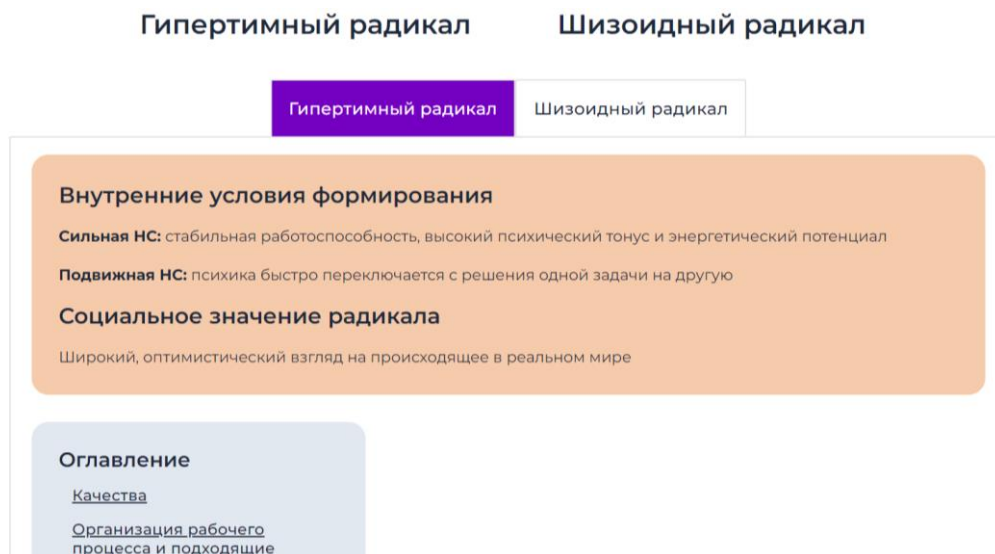 Гипертимный радикал Шизоидный радикал
Гипертимный радикал Шизоидный радикал
Внутренние условия формирования
Сильная НС: стабильная работоспособность, высокий психический тонус и энергетический потенциал
Подвижная НС: психика быстро переключается с решения одной задачи на другую
Социальное значение радикала
Широкий, оптимистический взгляд на происходящее в реальном мире
Оглавление
Качества
Организация рабочего
процесса и подходящие